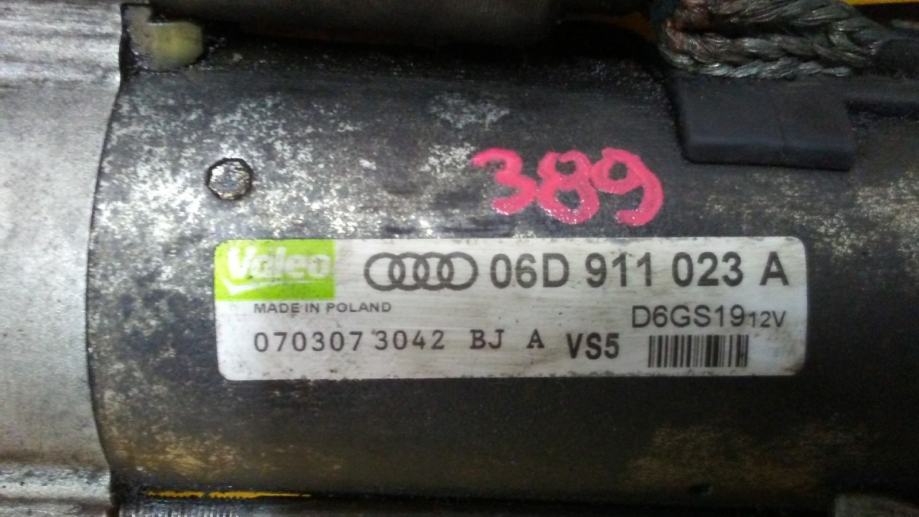 389
Valeo 06D 911 023 A
MADE IN POLAND
D6GS19 12V
070307 3042 BJ A VS5